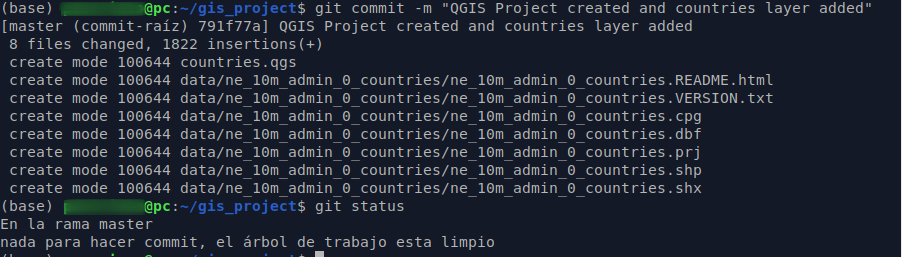 (base) @pc:~/gis_project$ git commit -m "QGIS Project created and countries layer added"
[master (commit-raíz) 791f77a] QGIS Project created and countries layer added
 8 files changed, 1822 insertions(+)
 create mode 100644 countries.qgs
 create mode 100644 data/ne_10m_admin_0_countries/ne_10m_admin_0_countries.README.html
 create mode 100644 data/ne_10m_admin_0_countries/ne_10m_admin_0_countries.VERSION.txt
 create mode 100644 data/ne_10m_admin_0_countries/ne_10m_admin_0_countries.cpg
 create mode 100644 data/ne_10m_admin_0_countries/ne_10m_admin_0_countries.dbf
 create mode 100644 data/ne_10m_admin_0_countries/ne_10m_admin_0_countries.prj
 create mode 100644 data/ne_10m_admin_0_countries/ne_10m_admin_0_countries.shp
 create mode 100644 data/ne_10m_admin_0_countries/ne_10m_admin_0_countries.shx
(base) @pc:~/gis_project$ git status
En la rama master
nada para hacer commit, el árbol de trabajo esta limpio
(base) @pc:~/gis_project$